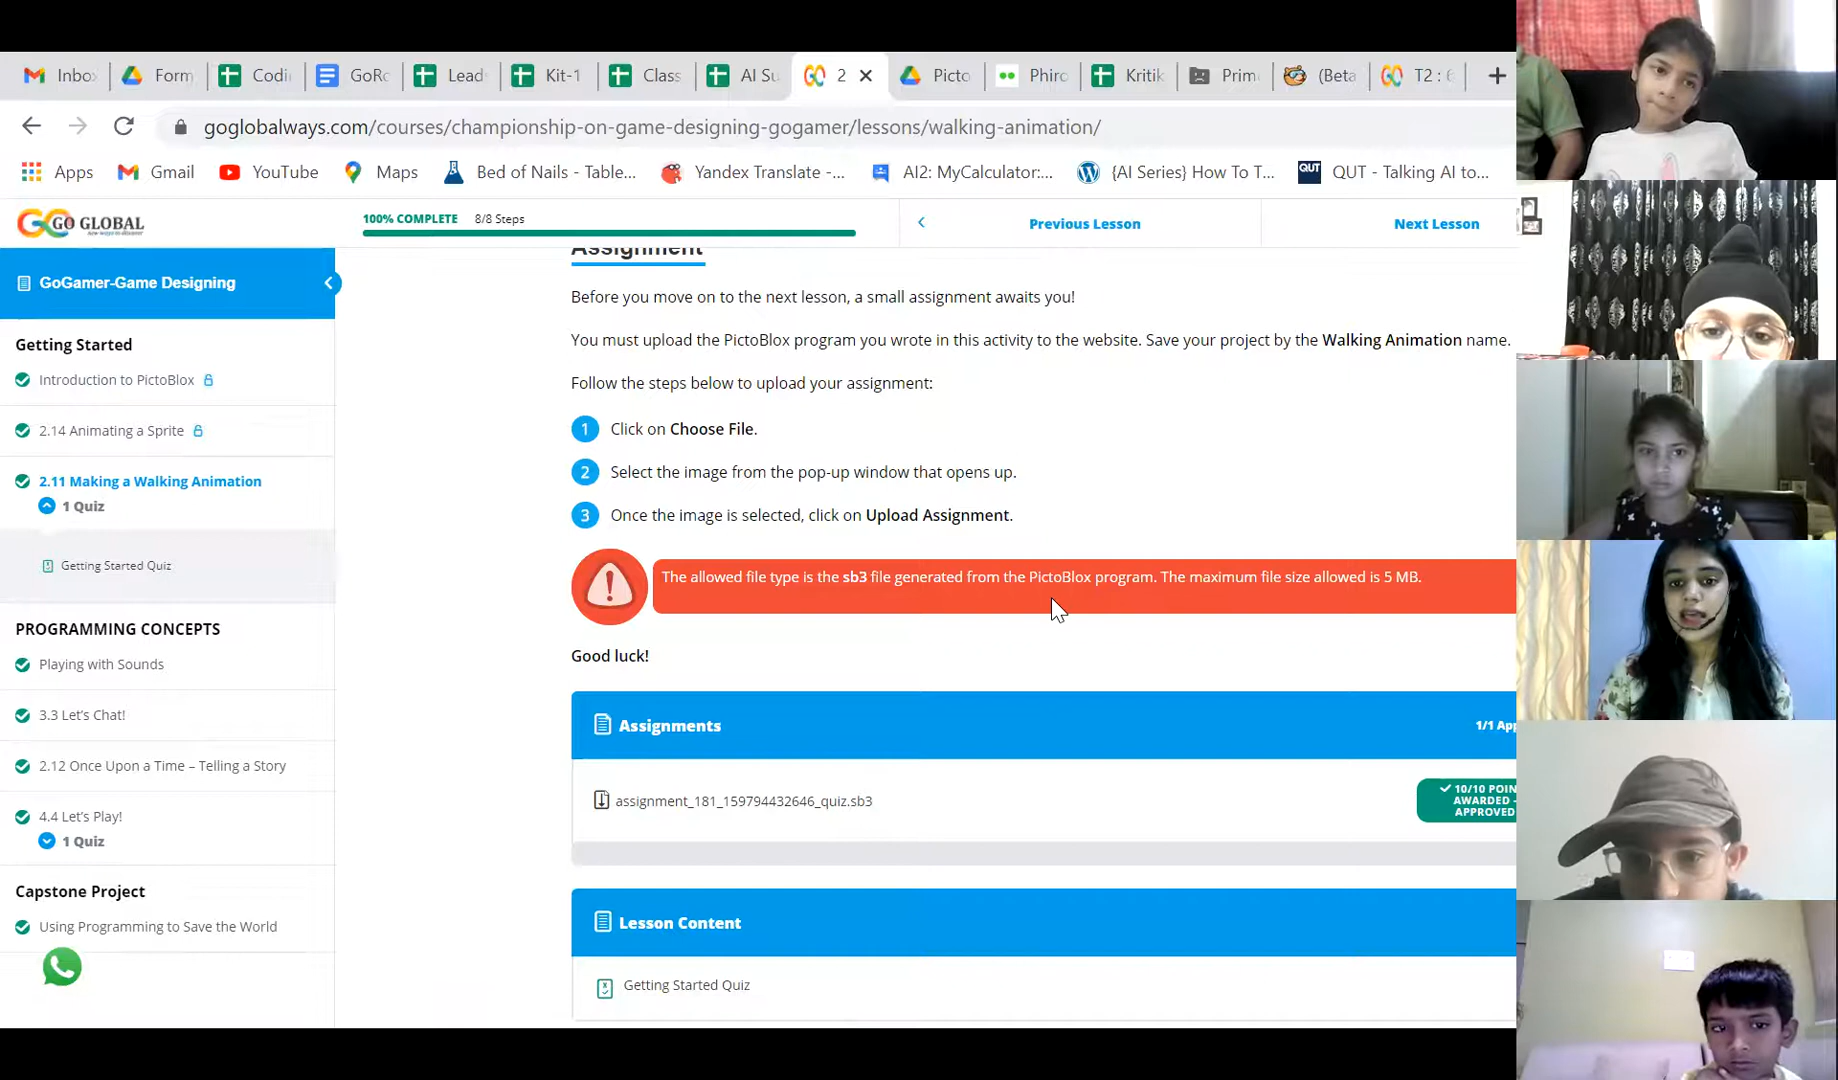 Inbo
Form
Codi
GoRo
Lead
Kit-1
Class
AI Su
2
Picto
Phiro
Kritik
Prim
(Beta
T2 : 6
goglobalways.com/courses/championship-on-game-designing-gogamer/lessons/walking-animation/
Apps
Gmail
YouTube
Maps
Bed of Nails - Table...
Yandex Translate -...
AI2: MyCalculator:...
{AI Series} How To T...
QUT
QUT - Talking AI to...
GO GLOBAL
100% COMPLETE 8/8 Steps
Previous Lesson
Next Lesson
GoGamer-Game Designing
Getting Started
Introduction to PictoBlox
2.14 Animating a Sprite
2.11 Making a Walking Animation
1 Quiz
Getting Started Quiz
PROGRAMMING CONCEPTS
Playing with Sounds
3.3 Let's Chat!
2.12 Once Upon a Time – Telling a Story
4.4 Let's Play!
1 Quiz
Capstone Project
Using Programming to Save the World
Assignment
Before you move on to the next lesson, a small assignment awaits you!
You must upload the PictoBlox program you wrote in this activity to the website. Save your project by the Walking Animation name.
Follow the steps below to upload your assignment:
1 Click on Choose File.
2 Select the image from the pop-up window that opens up.
3 Once the image is selected, click on Upload Assignment.
The allowed file type is the sb3 file generated from the PictoBlox program. The maximum file size allowed is 5 MB.
Good luck!
Assignments
1/1 App
assignment_181_159794432646_quiz.sb3
10/10 POIN
AWARDED -
APPROVED
Lesson Content
Getting Started Quiz